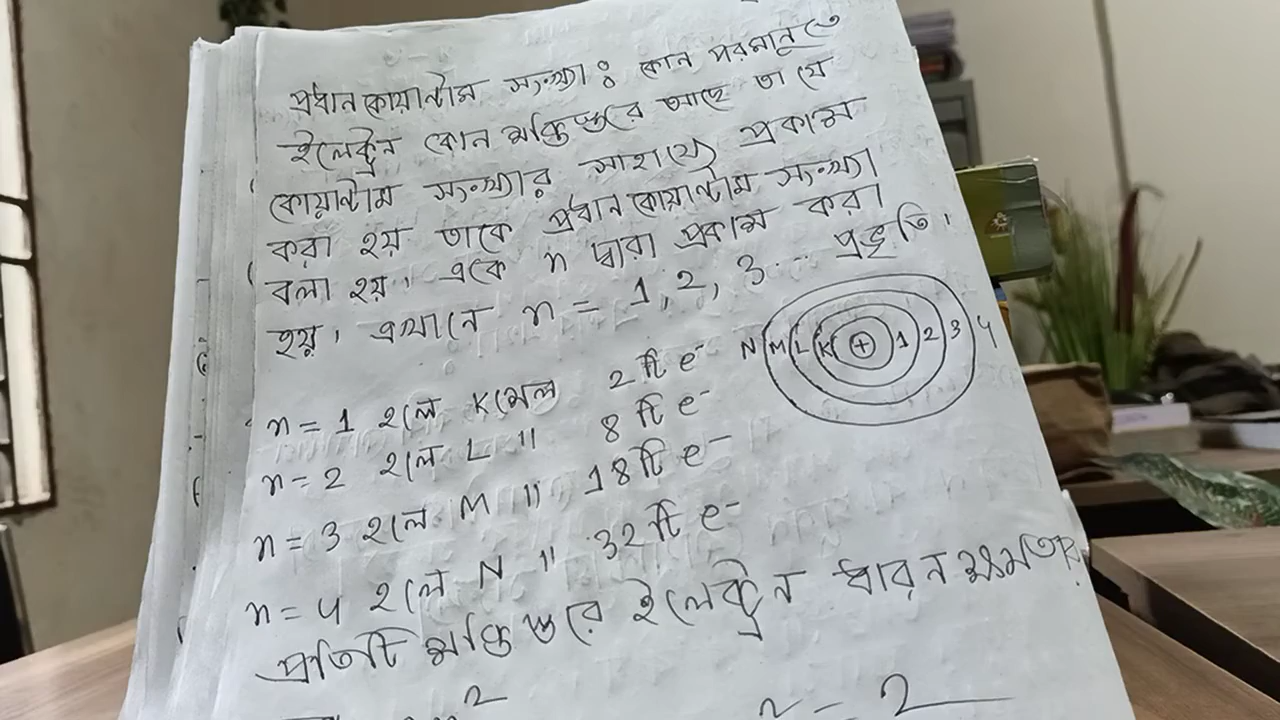 প্রধান কোয়ান্টাম সংখ্যা ঃ কোন পরমানুতে
ইলেক্ট্রন কোন শক্তিস্তরে আছে তা যে
কোয়ান্টাম সংখ্যার সাহায্যে প্রকাশ
করা হয় তাকে প্রধান কোয়ান্টাম সংখ্যা
বলা হয়। একে n দ্বারা প্রকাশ করা
হয়। এখানে n = 1, 2, 3... প্রভৃতি।
N M L K + 1 2 3 4
n = 1 হলে K শেল 2 টি e⁻
n = 2 হলে L " 8 টি e⁻
n = 3 হলে M " 18 টি e⁻
n = 4 হলে N " 32 টি e⁻
প্রতিটি শক্তিস্তরে ইলেক্ট্রন ধারন ক্ষমতার